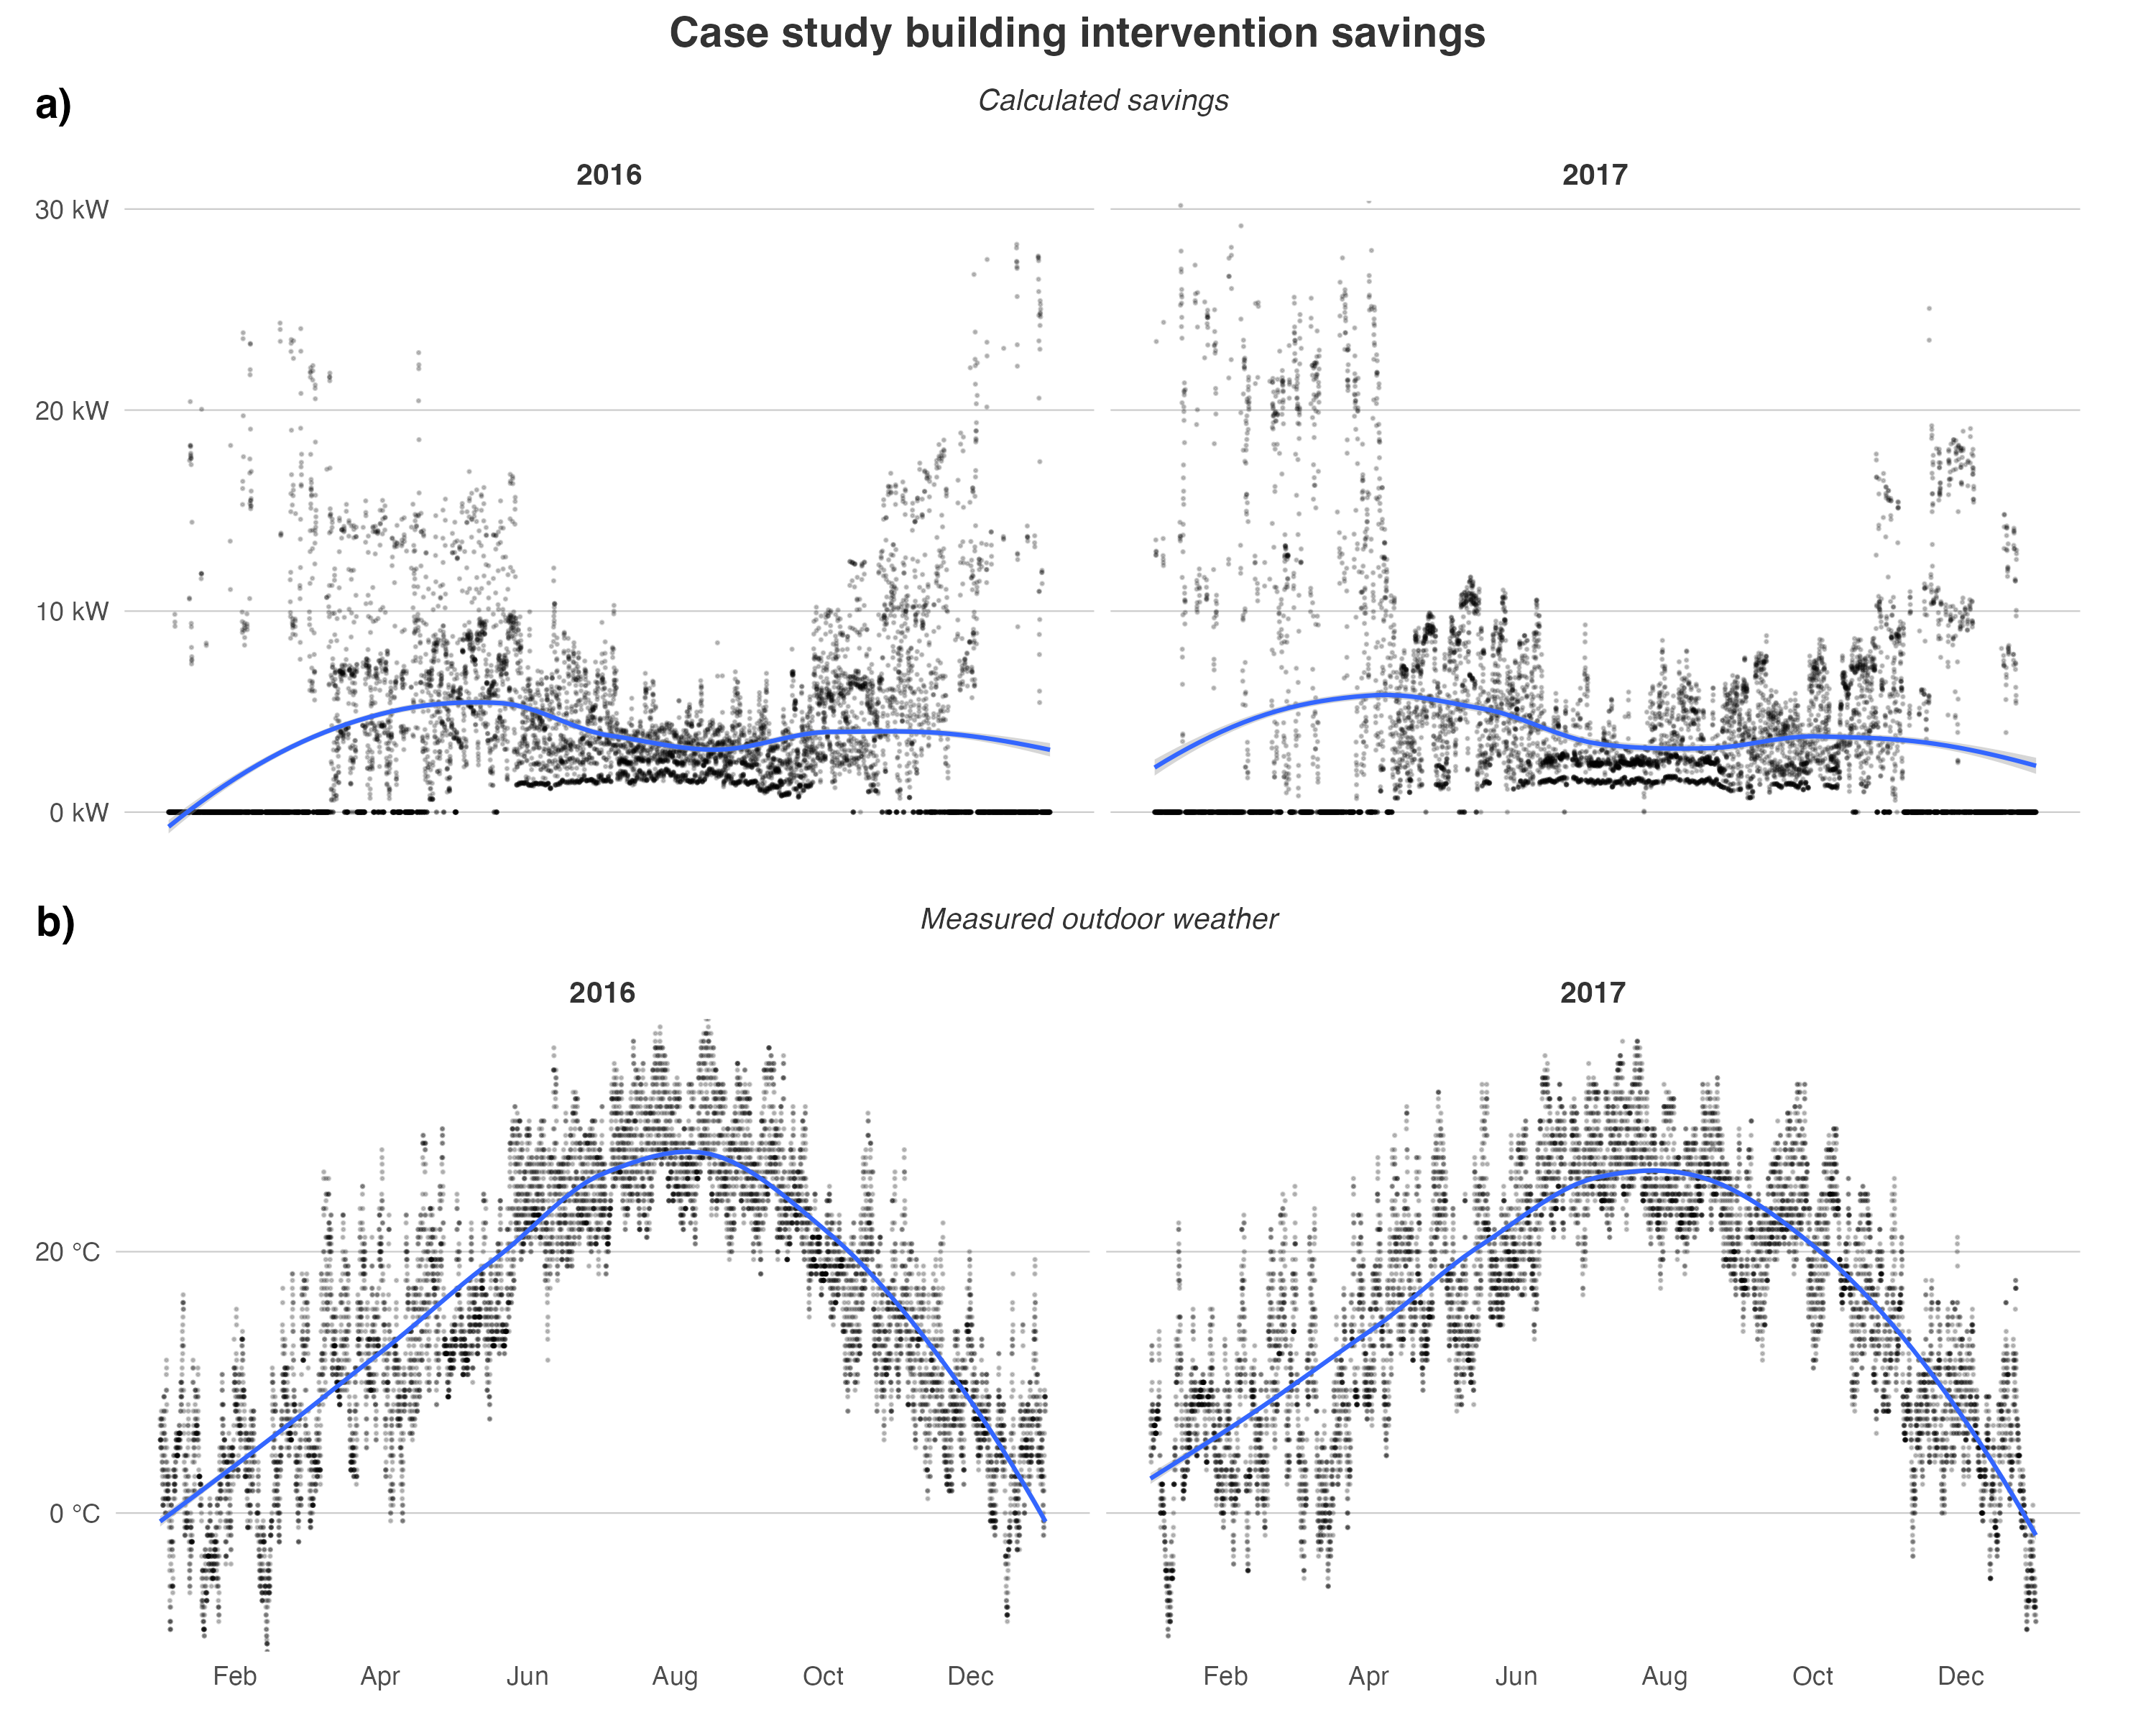 Case study building intervention savings
a)
Calculated savings
2016 2017
30 kW
20 kW
10 kW
0 kW
b)
Measured outdoor weather
2016 2017
20 °C
0 °C
Feb Apr Jun Aug Oct Dec Feb Apr Jun Aug Oct Dec